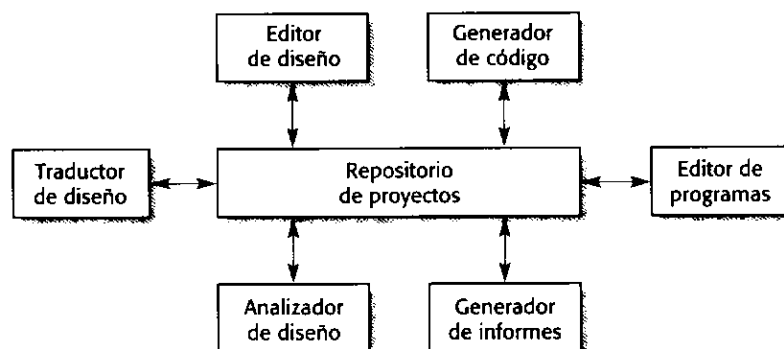 Editor
de diseño
Generador
de código
Traductor
de diseño
Repositorio
de proyectos
Editor de
programas
Analizador
de diseño
Generador
de informes